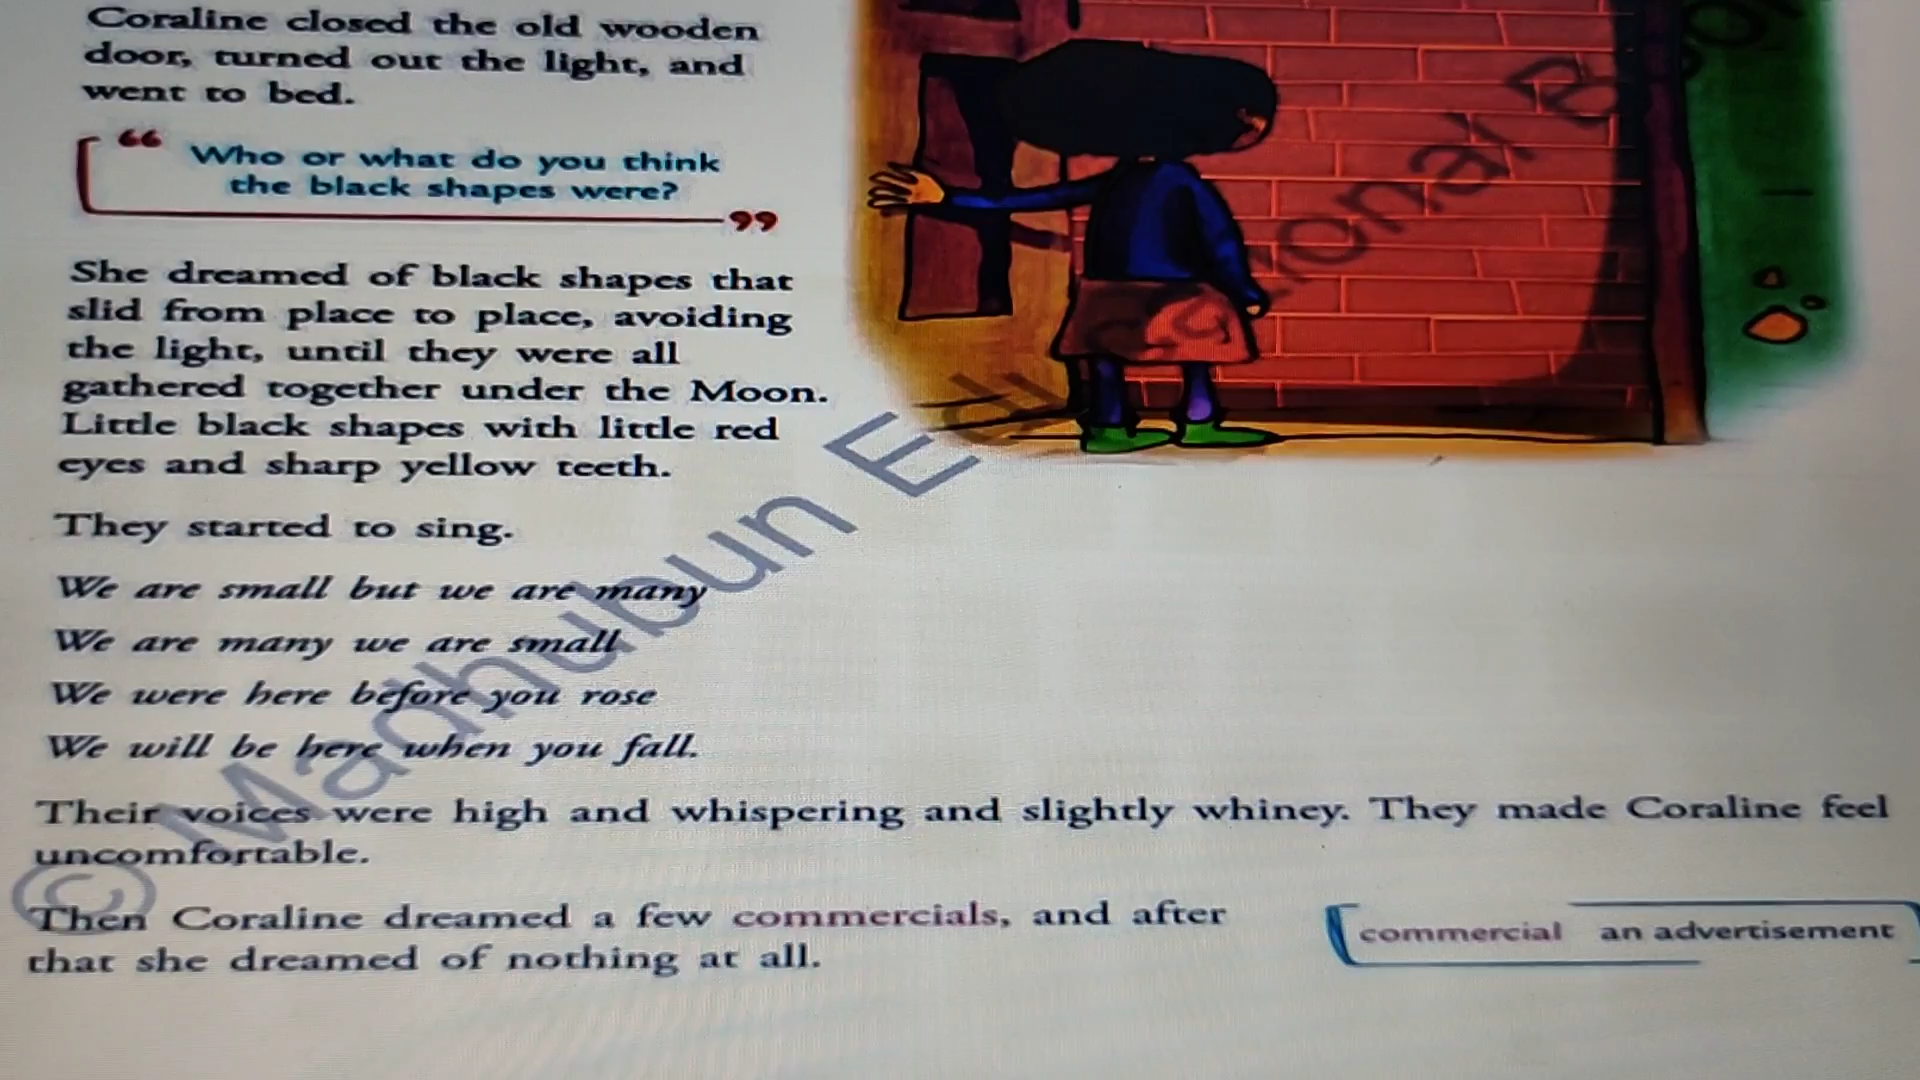 Coraline closed the old wooden
door, turned out the light, and
went to bed.
“ Who or what do you think
the black shapes were? ”
She dreamed of black shapes that
slid from place to place, avoiding
the light, until they were all
gathered together under the Moon.
Little black shapes with little red
eyes and sharp yellow teeth.
They started to sing.
We are small but we are many
We are many we are small
We were here before you rose
We will be here when you fall.
Their voices were high and whispering and slightly whiney. They made Coraline feel
uncomfortable.
Then Coraline dreamed a few commercials, and after
that she dreamed of nothing at all.
commercial an advertisement
© Madhubun